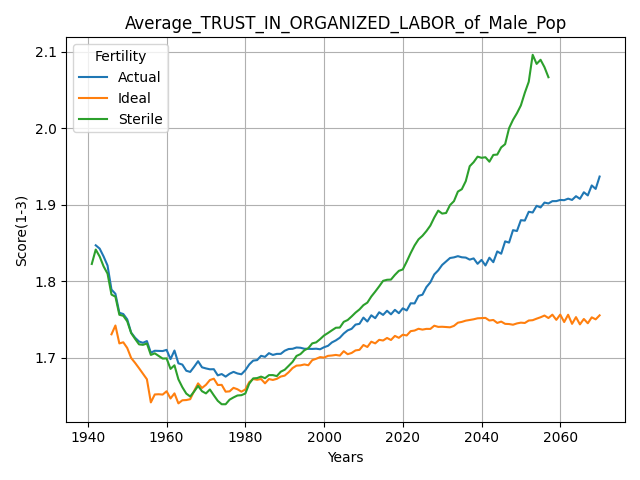 Average_TRUST_IN_ORGANIZED_LABOR_of_Male_Pop
Fertility
Actual
Ideal
Sterile
Score(1-3)
2.1
2.0
1.9
1.8
1.7
1940 1960 1980 2000 2020 2040 2060
Years